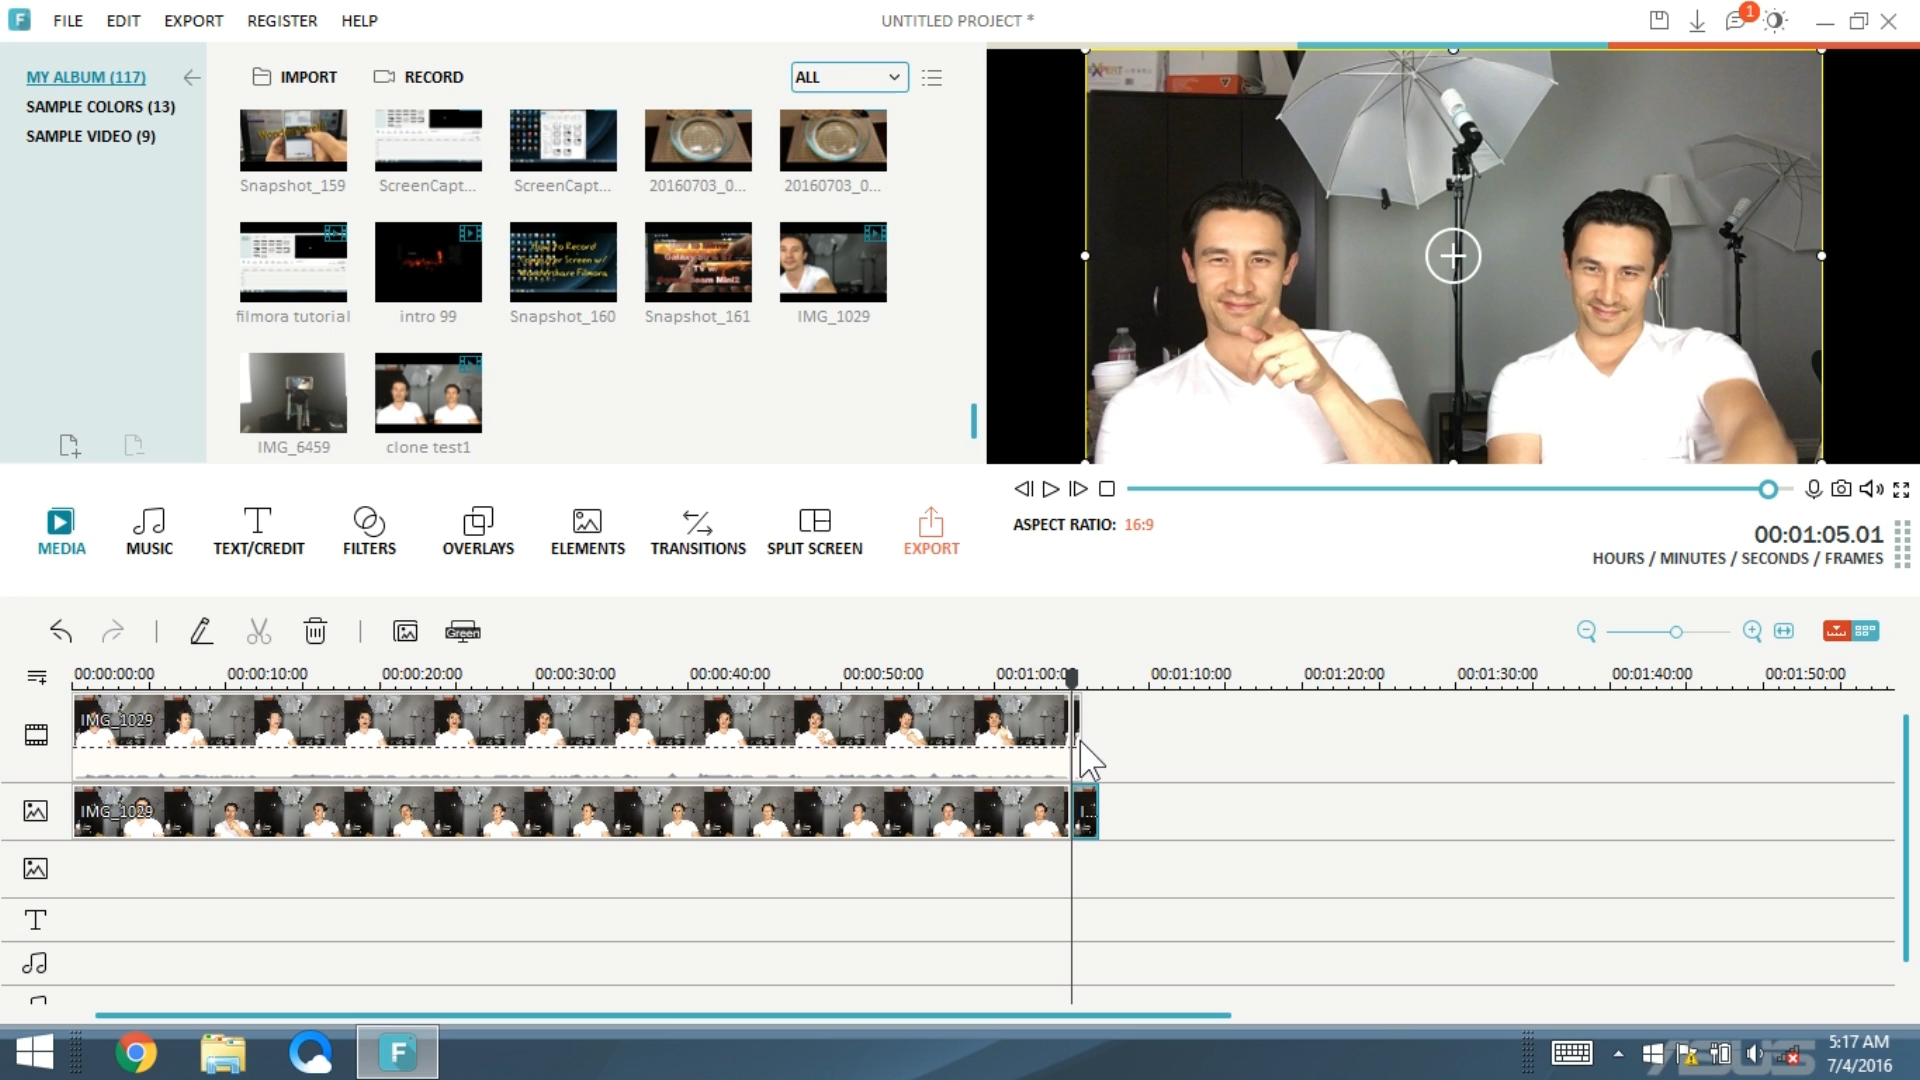 F FILE EDIT EXPORT REGISTER HELP
UNTITLED PROJECT *
1
MY ALBUM (117)
SAMPLE COLORS (13)
SAMPLE VIDEO (9)
IMPORT RECORD
ALL
Snapshot_159 ScreenCapt... ScreenCapt... 20160703_0... 20160703_0...
filmora tutorial intro 99 Snapshot_160 Snapshot_161 IMG_1029
IMG_6459 clone test1
MEDIA MUSIC TEXT/CREDIT FILTERS OVERLAYS ELEMENTS TRANSITIONS SPLIT SCREEN EXPORT
ASPECT RATIO: 16:9
00:01:05.01
HOURS / MINUTES / SECONDS / FRAMES
Green
00:00:00:00 00:00:10:00 00:00:20:00 00:00:30:00 00:00:40:00 00:00:50:00 00:01:00:0 00:01:10:00 00:01:20:00 00:01:30:00 00:01:40:00 00:01:50:00
IMG_1029
IMG_1029
I...
F
5:17 AM
7/4/2016
ASUS